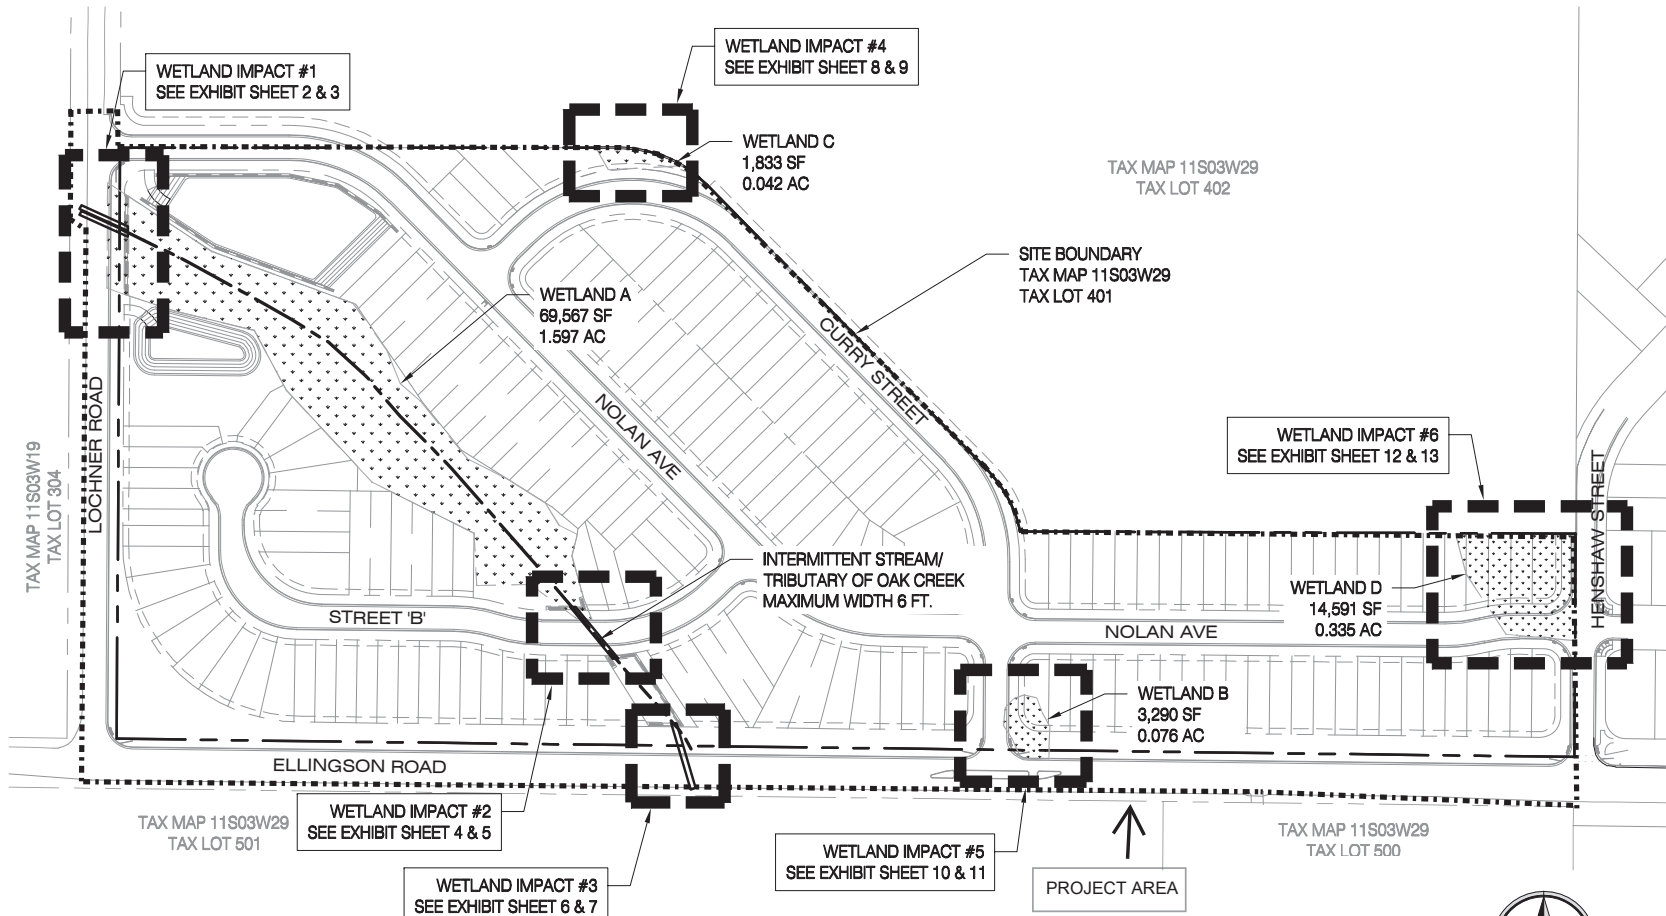 WETLAND IMPACT #4
SEE EXHIBIT SHEET 8 & 9
WETLAND IMPACT #1
SEE EXHIBIT SHEET 2 & 3
WETLAND C
1,833 SF
0.042 AC
TAX MAP 11S03W29
TAX LOT 402
SITE BOUNDARY
TAX MAP 11S03W29
TAX LOT 401
WETLAND A
69,567 SF
1.597 AC
CURRY STREET
NOLAN AVE
LOCHNER ROAD
TAX MAP 11S03W19
TAX LOT 304
WETLAND IMPACT #6
SEE EXHIBIT SHEET 12 & 13
HENSHAW STREET
INTERMITTENT STREAM/
TRIBUTARY OF OAK CREEK
MAXIMUM WIDTH 6 FT.
WETLAND D
14,591 SF
0.335 AC
STREET 'B'
NOLAN AVE
WETLAND B
3,290 SF
0.076 AC
ELLINGSON ROAD
WETLAND IMPACT #2
SEE EXHIBIT SHEET 4 & 5
TAX MAP 11S03W29
TAX LOT 501
TAX MAP 11S03W29
TAX LOT 500
WETLAND IMPACT #5
SEE EXHIBIT SHEET 10 & 11
WETLAND IMPACT #3
SEE EXHIBIT SHEET 6 & 7
PROJECT AREA